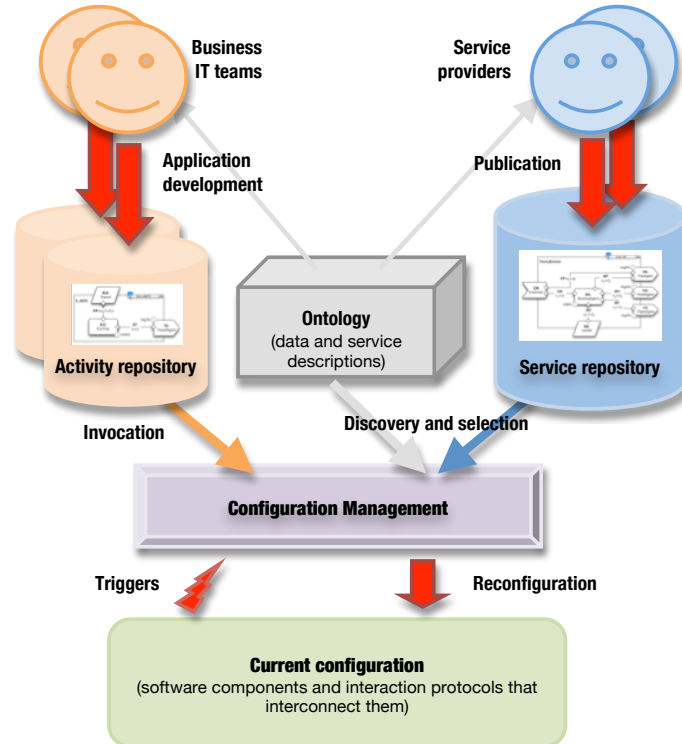 Business
IT teams
Service
providers
Application
development
Publication
Ontology
(data and service
descriptions)
Activity repository
Service repository
Invocation
Discovery and selection
Configuration Management
Triggers
Reconfiguration
Current configuration
(software components and interaction protocols that
interconnect them)